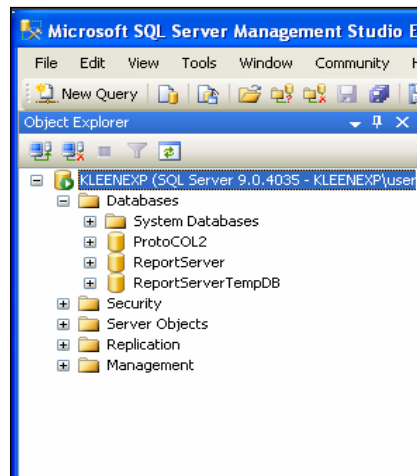 Microsoft SQL Server Management Studio E
File Edit View Tools Window Community H
New Query
Object Explorer
KLEENEXP (SQL Server 9.0.4035 - KLEENEXP\user
Databases
System Databases
ProtoCOL2
ReportServer
ReportServerTempDB
Security
Server Objects
Replication
Management